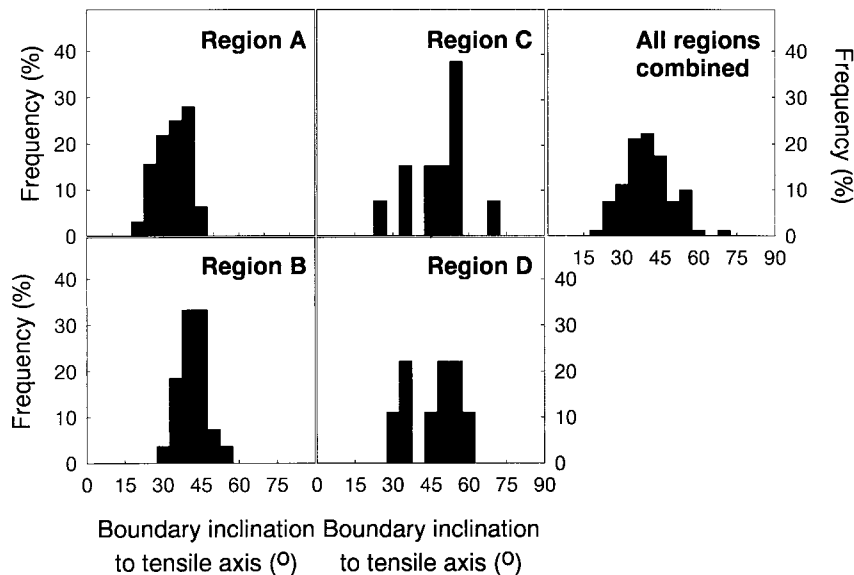 Region A
Region C
All regions
combined
Frequency (%)
40
30
20
10
0
40
30
20
10
0
Frequency (%)
15 30 45 60 75 90
Region B
Region D
Frequency (%)
40
30
20
10
0
40
30
20
10
0
0 15 30 45 60 75 0 15 30 45 60 75 90
Boundary inclination Boundary inclination
to tensile axis (º) to tensile axis (º)